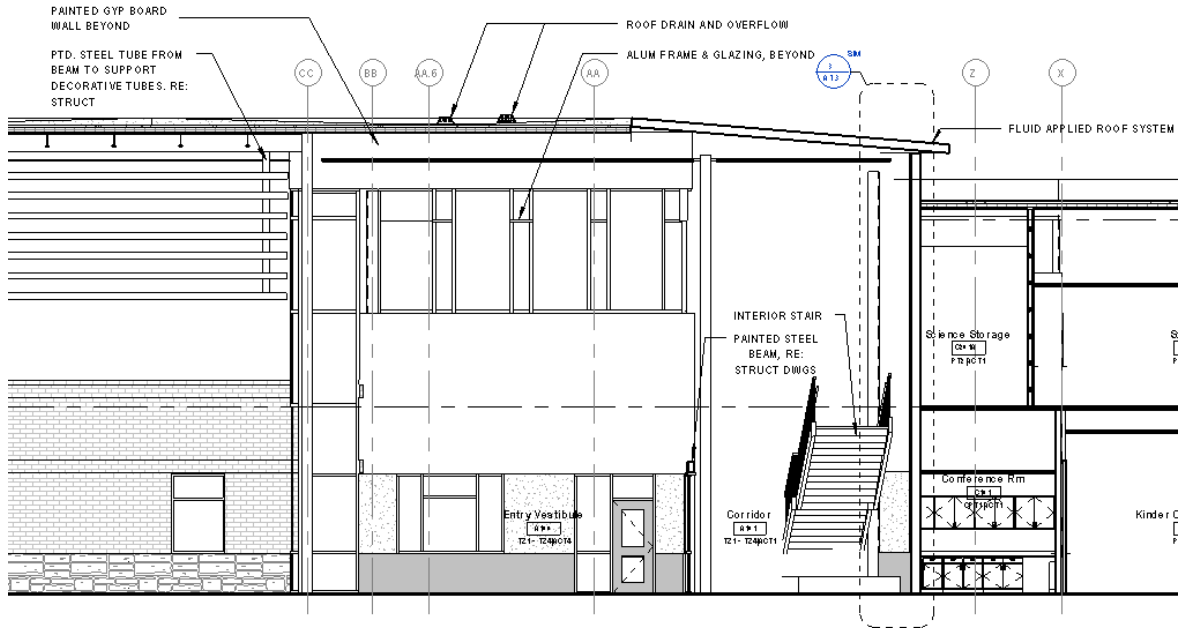 PAINTED GYP BOARD
WALL BEYOND
PTD. STEEL TUBE FROM
BEAM TO SUPPORT
DECORATIVE TUBES. RE:
STRUCT
ROOF DRAIN AND OVERFLOW
ALUM FRAME & GLAZING, BEYOND
SIM
3
CC
BB
AA.6
AA
Z
X
FLUID APPLIED ROOF SYSTEM
INTERIOR STAIR
PAINTED STEEL
BEAM, RE:
STRUCT DWGS
Science Storage
Conference Rm
Entry Vestibule
Corridor
Kinder C